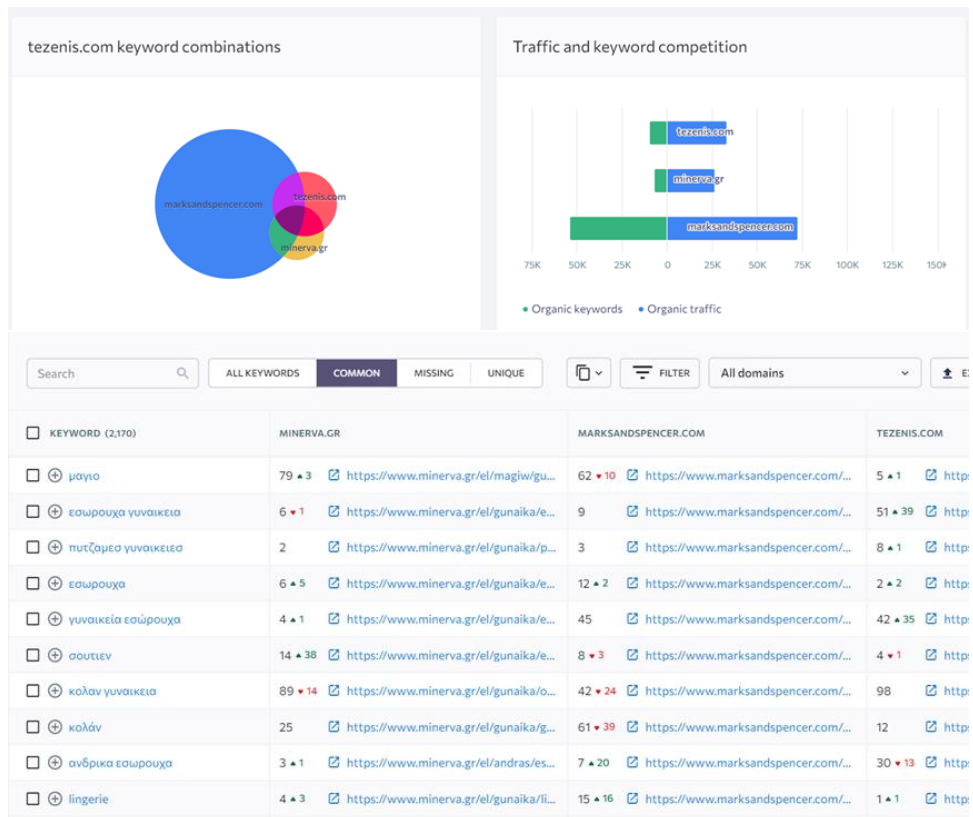 tezenis.com keyword combinations
marksandspencer.com
tezenis.com
minerva.gr
Traffic and keyword competition
tezenis.com
minerva.gr
marksandspencer.com
75K 50K 25K 0 25K 50K 75K 100K 125K 150K
Organic keywords Organic traffic
Search ALL KEYWORDS COMMON MISSING UNIQUE FILTER All domains
KEYWORD (2,170) MINERVA.GR MARKSANDSPENCER.COM TEZENIS.COM
μαγιο 79 ▲ 3 https://www.minerva.gr/el/magiw/gu... 62 ▼ 10 https://www.marksandspencer.com/... 5 ▲ 1
εσωρουχα γυναικεια 6 ▼ 1 https://www.minerva.gr/el/gunaika/e... 9 https://www.marksandspencer.com/... 51 ▲ 39
πυτζαμεσ γυναικειεσ 2 https://www.minerva.gr/el/gunaika/p... 3 https://www.marksandspencer.com/... 8 ▲ 1
εσωρουχα 6 ▲ 5 https://www.minerva.gr/el/gunaika/e... 12 ▲ 2 https://www.marksandspencer.com/... 2 ▲ 2
γυναικεία εσώρουχα 4 ▲ 1 https://www.minerva.gr/el/gunaika/e... 45 https://www.marksandspencer.com/... 42 ▲ 35
σουτιεν 14 ▲ 38 https://www.minerva.gr/el/gunaika/e... 8 ▼ 3 https://www.marksandspencer.com/... 4 ▼ 1
κολαν γυναικεια 89 ▼ 14 https://www.minerva.gr/el/gunaika/o... 42 ▼ 24 https://www.marksandspencer.com/... 98
κολάν 25 https://www.minerva.gr/el/gunaika/g... 61 ▼ 39 https://www.marksandspencer.com/... 12
ανδρικα εσωρουχα 3 ▲ 1 https://www.minerva.gr/el/andras/es... 7 ▲ 20 https://www.marksandspencer.com/... 30 ▼ 13
lingerie 4 ▲ 3 https://www.minerva.gr/el/gunaika/li... 15 ▲ 16 https://www.marksandspencer.com/... 1 ▲ 1